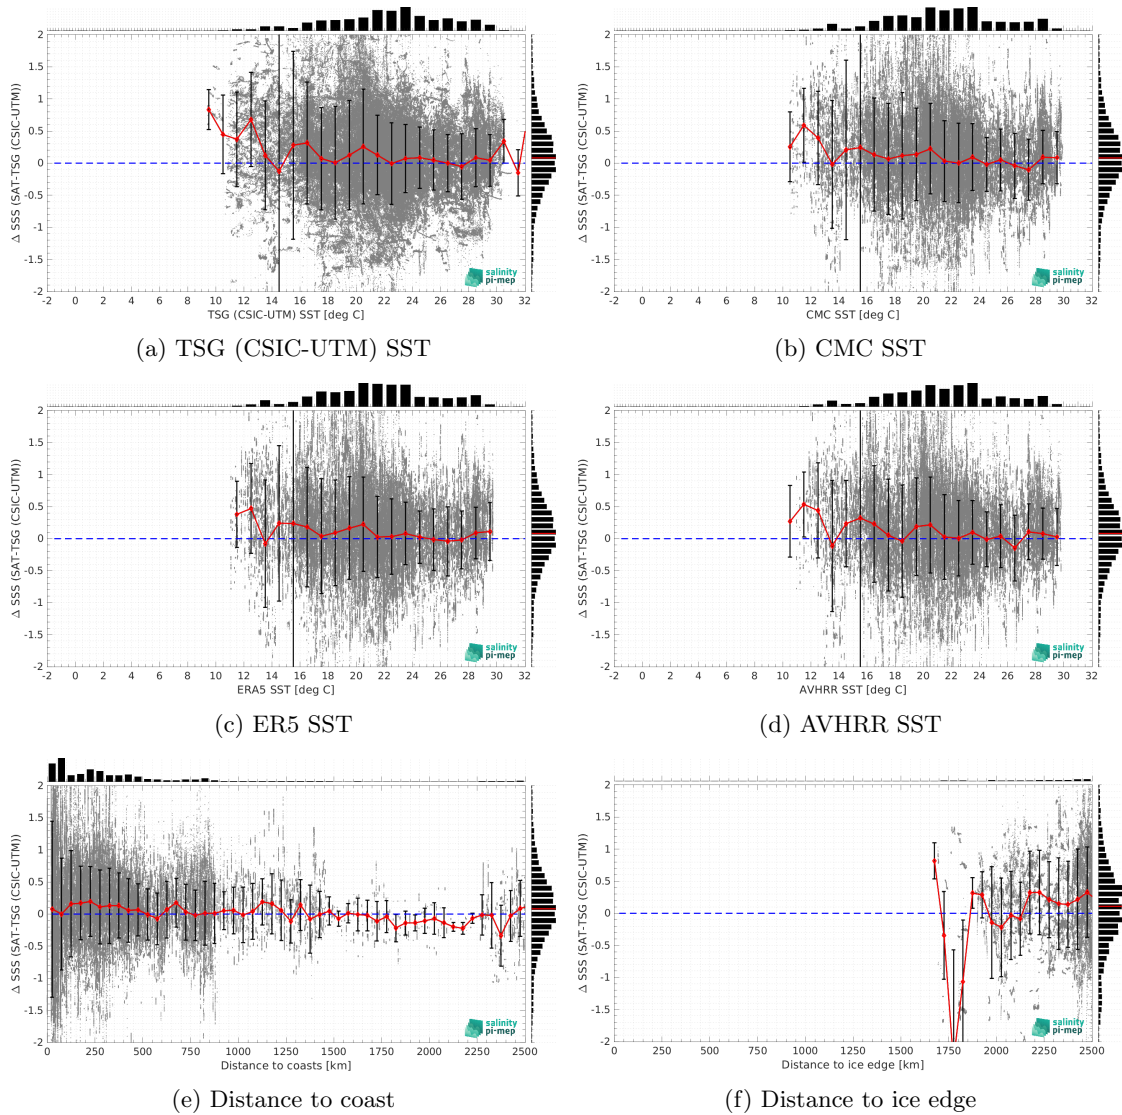 2
1.5
1
0.5
0
-0.5
-1
-1.5
-2
Δ SSS (SAT-TSG (CSIC-UTM))
salinity
pi-mep
-2 0 2 4 6 8 10 12 14 16 18 20 22 24 26 28 30 32
TSG (CSIC-UTM) SST [deg C]
(a) TSG (CSIC-UTM) SST
2
1.5
1
0.5
0
-0.5
-1
-1.5
-2
Δ SSS (SAT-TSG (CSIC-UTM))
salinity
pi-mep
-2 0 2 4 6 8 10 12 14 16 18 20 22 24 26 28 30 32
CMC SST [deg C]
(b) CMC SST
2
1.5
1
0.5
0
-0.5
-1
-1.5
-2
Δ SSS (SAT-TSG (CSIC-UTM))
salinity
pi-mep
-2 0 2 4 6 8 10 12 14 16 18 20 22 24 26 28 30 32
ERA5 SST [deg C]
(c) ER5 SST
2
1.5
1
0.5
0
-0.5
-1
-1.5
-2
Δ SSS (SAT-TSG (CSIC-UTM))
salinity
pi-mep
-2 0 2 4 6 8 10 12 14 16 18 20 22 24 26 28 30 32
AVHRR SST [deg C]
(d) AVHRR SST
2
1.5
1
0.5
0
-0.5
-1
-1.5
-2
Δ SSS (SAT-TSG (CSIC-UTM))
salinity
pi-mep
0 250 500 750 1000 1250 1500 1750 2000 2250 2500
Distance to coasts [km]
(e) Distance to coast
2
1.5
1
0.5
0
-0.5
-1
-1.5
-2
Δ SSS (SAT-TSG (CSIC-UTM))
salinity
pi-mep
0 250 500 750 1000 1250 1500 1750 2000 2250 2500
Distance to ice edge [km]
(f) Distance to ice edge